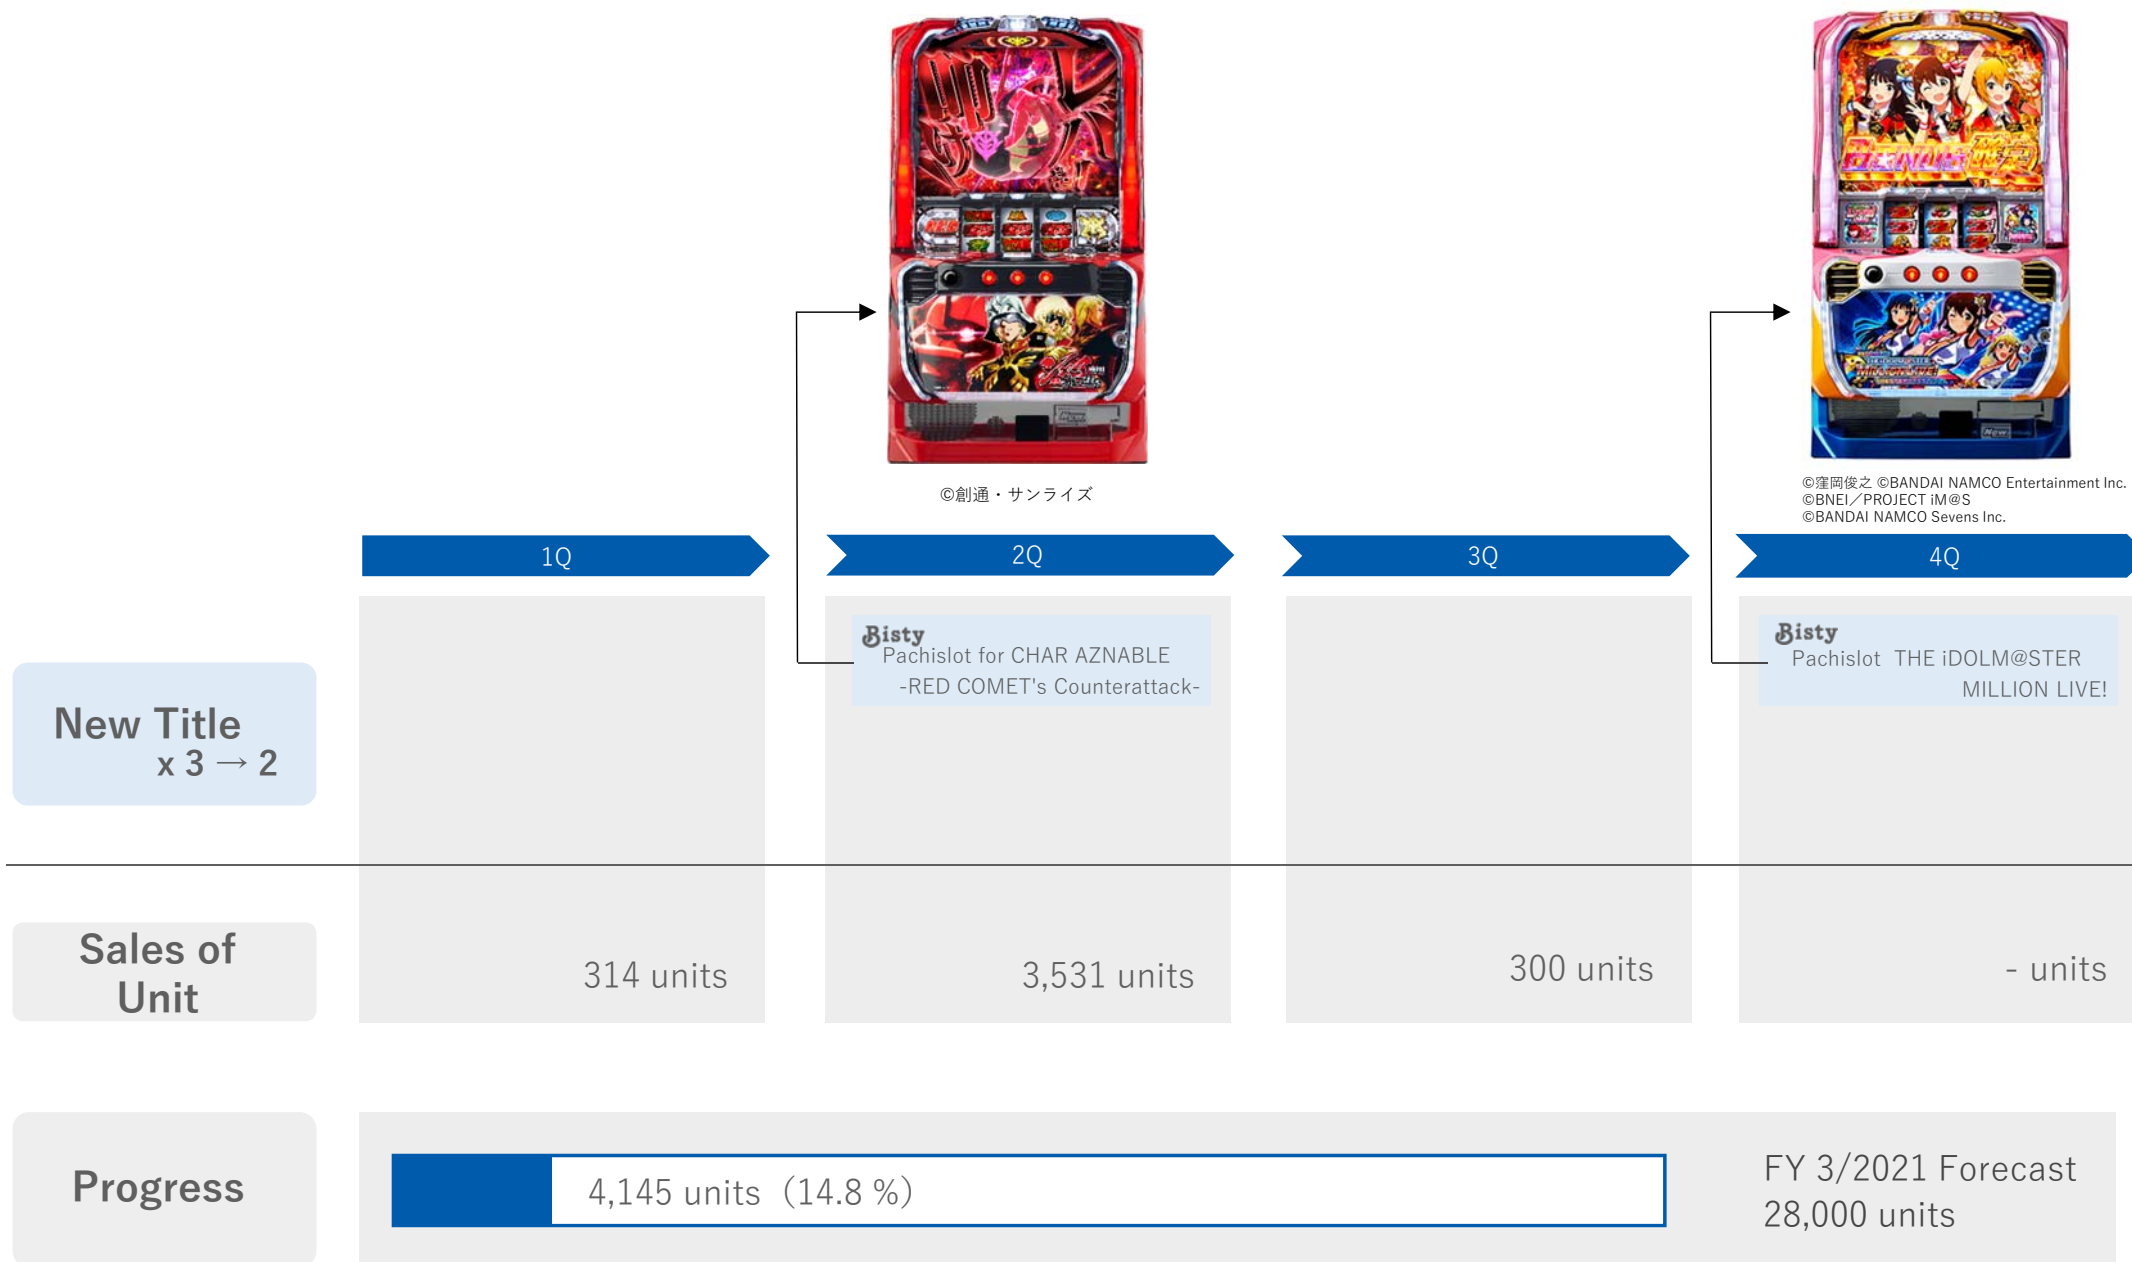 ©創通・サンライズ
©窪岡俊之 ©BANDAI NAMCO Entertainment Inc.
©BNEI／PROJECT iM@S
©BANDAI NAMCO Sevens Inc.
1Q
2Q
3Q
4Q
New Title
x 3 → 2
Bisty
Pachislot for CHAR AZNABLE
-RED COMET's Counterattack-
Bisty
Pachislot THE iDOLM@STER
MILLION LIVE!
Sales of
Unit
314 units
3,531 units
300 units
- units
Progress
4,145 units (14.8 %)
FY 3/2021 Forecast
28,000 units